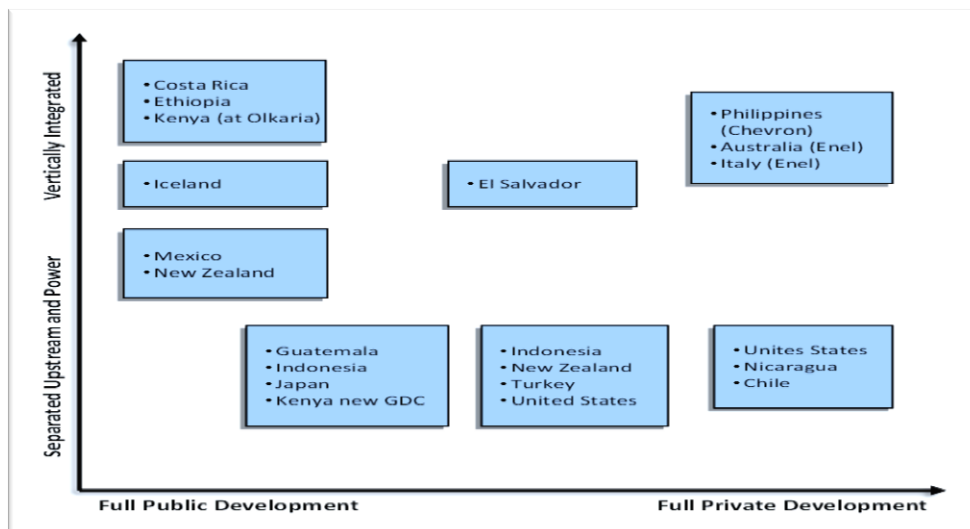 Vertically Integrated
Separated Upstream and Power
• Costa Rica
• Ethiopia
• Kenya (at Olkaria)
• Philippines
(Chevron)
• Australia (Enel)
• Italy (Enel)
• Iceland
• El Salvador
• Mexico
• New Zealand
• Guatemala
• Indonesia
• Japan
• Kenya new GDC
• Indonesia
• New Zealand
• Turkey
• United States
• Unites States
• Nicaragua
• Chile
Full Public Development
Full Private Development